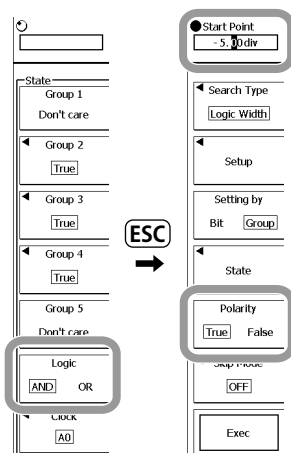 State
Group 1
Don't care
Group 2
True
Group 3
True
Group 4
True
Group 5
Don't care
Logic
AND OR
Clock
A0
ESC
Start Point
-5.00div
Search Type
Logic Width
Setup
Setting by
Bit Group
State
Polarity
True False
Skip Mode
OFF
Exec